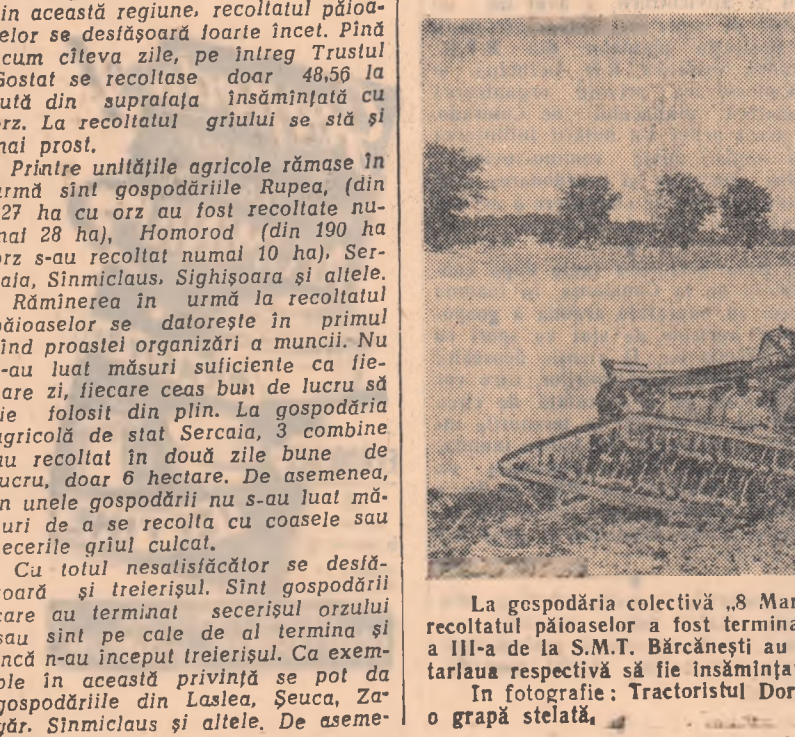 in această regiune, recoltatul păioa-
elor se desfășoară foarte încet. Pînă
cum cîteva zile, pe întreg Trustul
Gostat se recoltase doar 48,56 la
ută din suprafața însămînțată cu
orz. La recoltatul grîului se stă și
mai prost.
Printre unitățile agricole rămase în
urmă sînt gospodăriile Rupea, (din
27 ha cu orz au fost recoltate nu-
mai 28 ha), Homorod (din 190 ha
orz s-au recoltat numai 10 ha), Ser-
caia, Sînmiclaus, Sighișoara și altele.
Rămînerea în urmă la recoltatul
păioaselor se datorește în primul
rînd proastei organizări a muncii. Nu
-au luat măsuri suficiente ca fie-
care zi, fiecare ceas bun de lucru să
fie folosit din plin. La gospodăria
agricolă de stat Sercaia, 3 combine
au recoltat în două zile bune de
lucru, doar 6 hectare. De asemenea,
în unele gospodării nu s-au luat mă-
suri de a se recolta cu coasele sau
secerile grîul culcat.
Cu totul nesatisfăcător se desfă-
șoară și treierișul. Sînt gospodării
care au terminat secerișul orzului
sau sînt pe cale de al termina și
încă n-au început treierișul. Ca exem-
ple în această privință se pot da
gospodăriile din Laslea, Șeuca, Za-
găr, Sînmiclaus și altele. De aseme-
La gospodăria colectivă „8 Mar
recoltatul păioaselor a fost termina
a III-a de la S.M.T. Bărcănești au
tarlaua respectivă să fie însămînța
In fotografie: Tractoristul Dor
o grapă stelată,